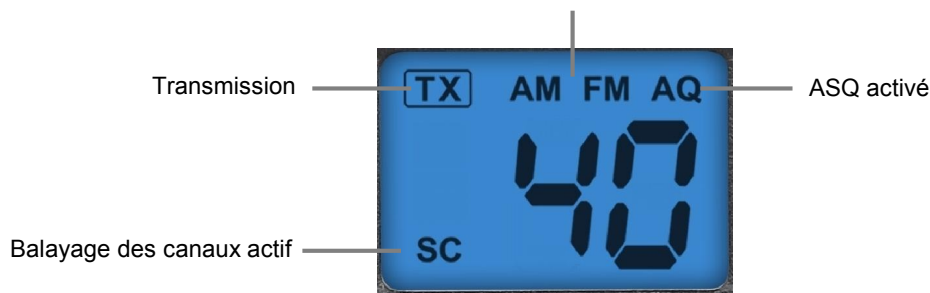 Transmission
TX AM FM AQ
ASQ activé
40
Balayage des canaux actif
SC